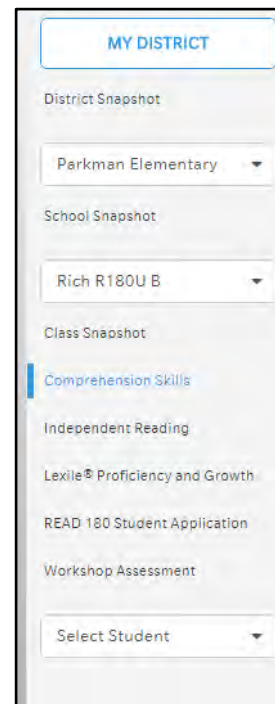 MY DISTRICT
District Snapshot
Parkman Elementary
School Snapshot
Rich R180U B
Class Snapshot
Comprehension Skills
Independent Reading
Lexile® Proficiency and Growth
READ 180 Student Application
Workshop Assessment
Select Student